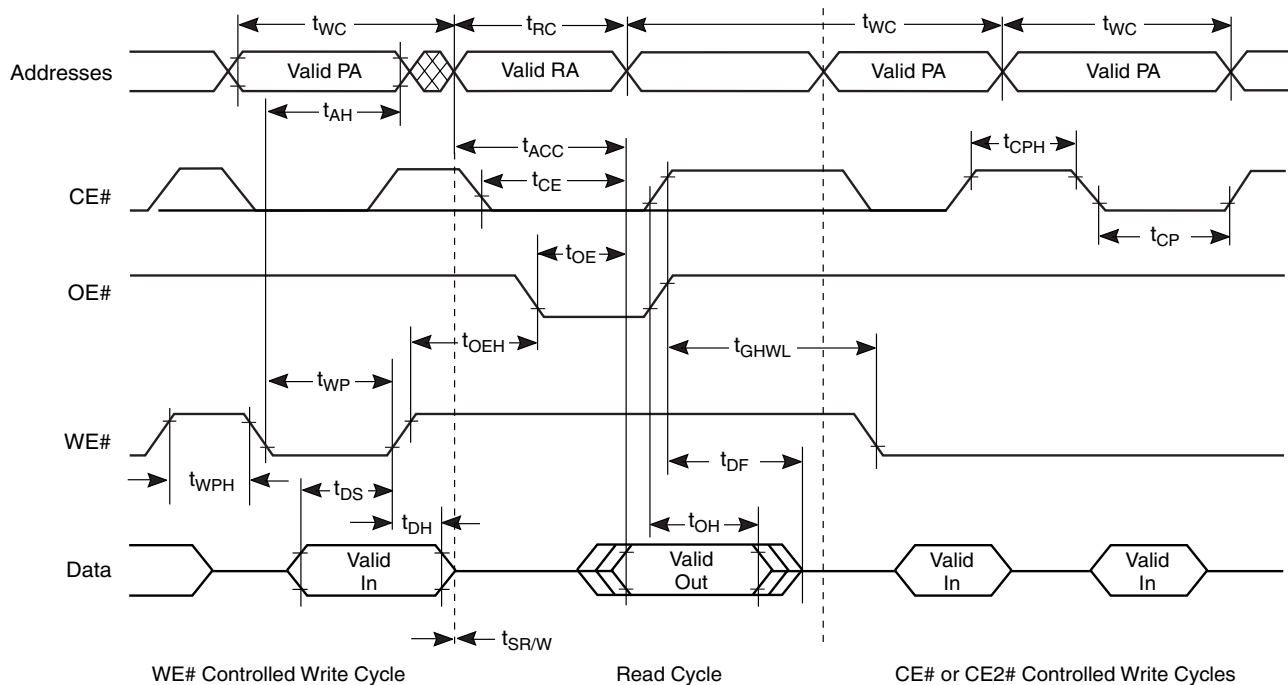 tWC tRC tWC tWC
Addresses Valid PA Valid RA Valid PA Valid PA
tAH
tACC tCPH
CE# tCE
tCP
tOE
OE#
tOEH tGHWL
tWP
WE#
tDF
tWPH tDS
tDH tOH
Data Valid In Valid Out Valid In Valid In
tSR/W
WE# Controlled Write Cycle Read Cycle CE# or CE2# Controlled Write Cycles